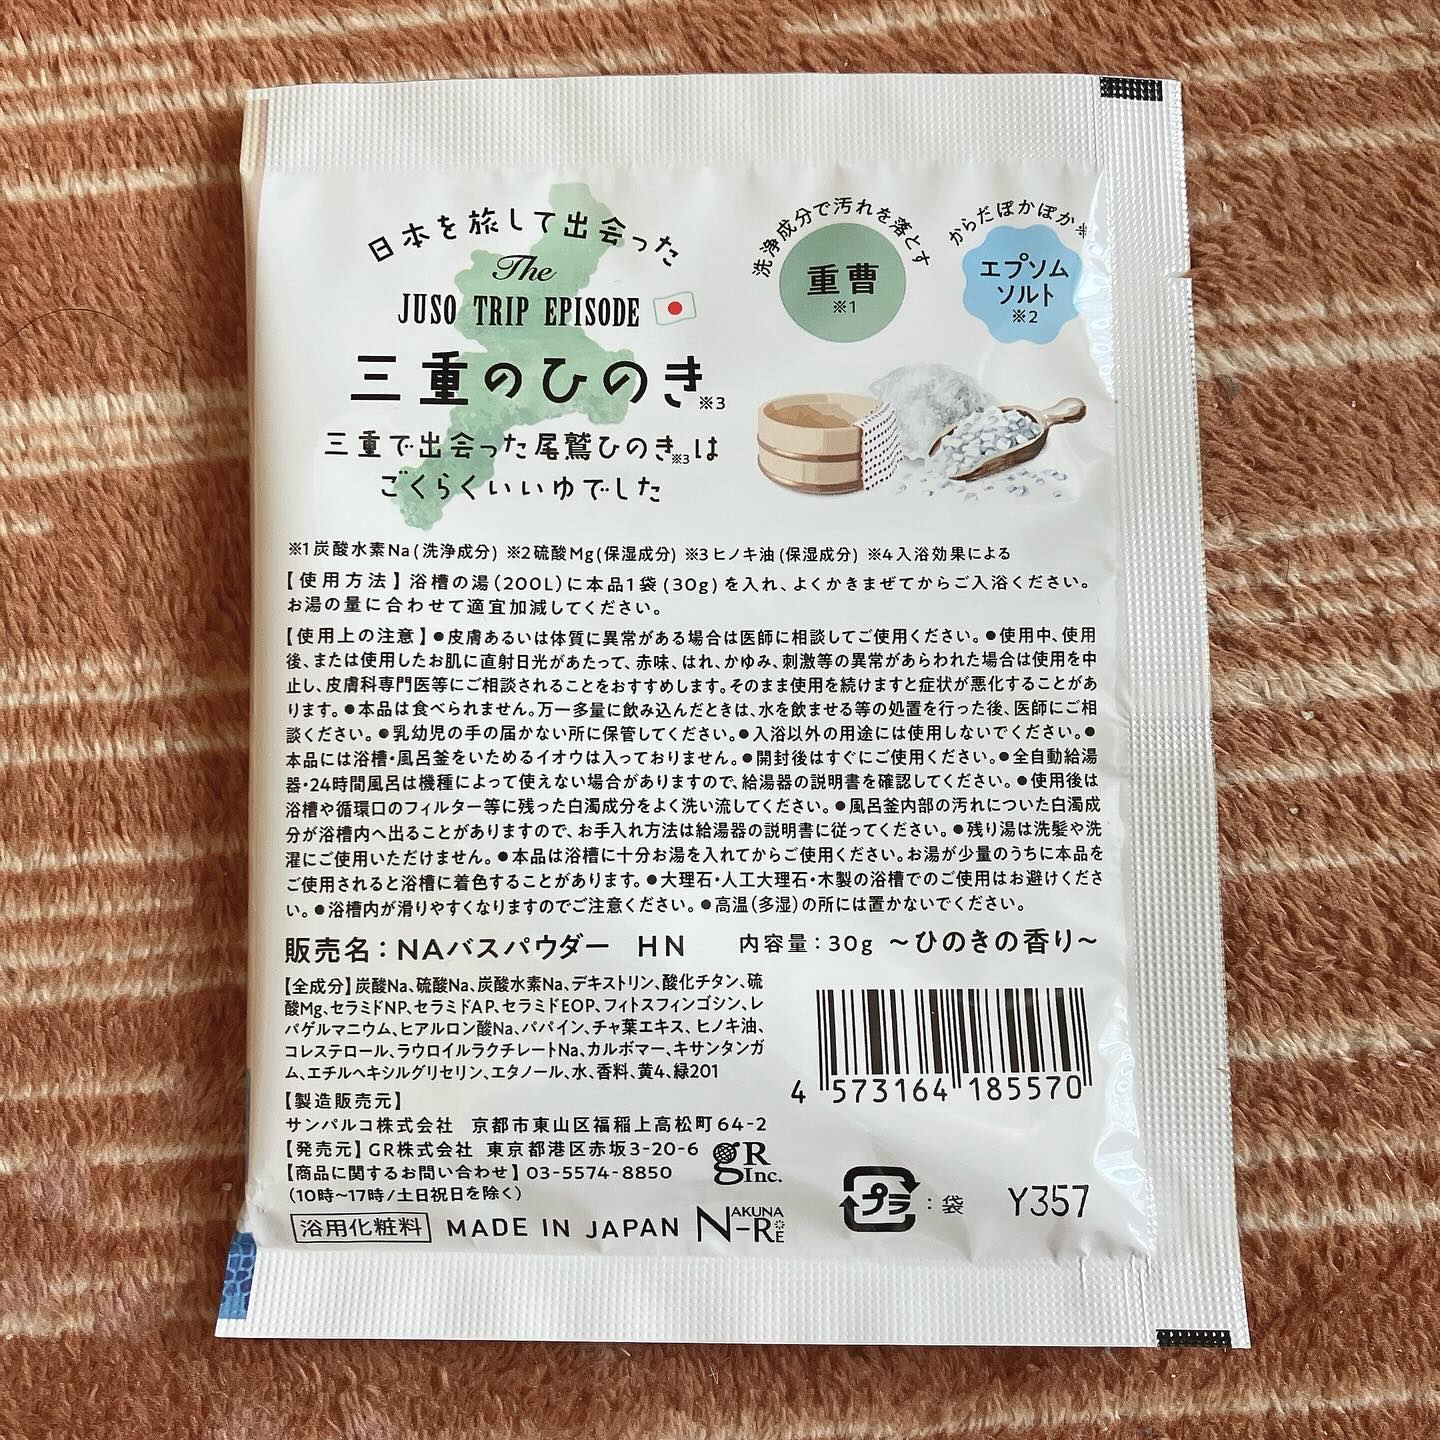 日本を旅して出会った
The
JUSO TRIP EPISODE
三重のひのき※3
三重で出会った尾鷲ひのき※3は
ごくらくいいゆでした
洗浄成分で汚れを落とす
重曹
※1
からだぽかぽか※
エプソム
ソルト
※2
※1炭酸水素Na(洗浄成分) ※2硫酸Mg(保湿成分) ※3ヒノキ油(保湿成分) ※4入浴効果による
【使用方法】浴槽の湯(200L)に本品1袋(30g)を入れ、よくかきまぜてからご入浴ください。
お湯の量に合わせて適宜加減してください。
【使用上の注意】●皮膚あるいは体質に異常がある場合は医師に相談してご使用ください。●使用中、使用
後、または使用したお肌に直射日光があたって、赤味、はれ、かゆみ、刺激等の異常があらわれた場合は使用を中
止し、皮膚科専門医等にご相談されることをおすすめします。そのまま使用を続けますと症状が悪化することがあ
ります。●本品は食べられません。万一多量に飲み込んだときは、水を飲ませる等の処置を行った後、医師にご相
談ください。●乳幼児の手の届かない所に保管してください。●入浴以外の用途には使用しないでください。●
本品には浴槽・風呂釜をいためるイオウは入っておりません。●開封後はすぐにご使用ください。●全自動給湯
器・24時間風呂は機種によって使えない場合がありますので、給湯器の説明書を確認してください。●使用後は
浴槽や循環口のフィルター等に残った白濁成分をよく洗い流してください。●風呂釜内部の汚れについた白濁成
分が浴槽内へ出ることがありますので、お手入れ方法は給湯器の説明書に従ってください。●残り湯は洗髪や洗
濯にご使用いただけません。●本品は浴槽に十分お湯を入れてからご使用ください。お湯が少量のうちに本品を
ご使用されると浴槽に着色することがあります。●大理石・人工大理石・木製の浴槽でのご使用はお避けくださ
い。●浴槽内が滑りやすくなりますのでご注意ください。●高温(多湿)の所には置かないでください。
販売名：NAバスパウダー HN 内容量：30g ～ひのきの香り～
【全成分】炭酸Na、硫酸Na、炭酸水素Na、デキストリン、酸化チタン、硫
酸Mg、セラミドNP、セラミドAP、セラミドEOP、フィトスフィンゴシン、レ
パゲルマニウム、ヒアルロン酸Na、パパイン、チャ葉エキス、ヒノキ油、
コレステロール、ラウロイルラクチレートNa、カルボマー、キサンタンガ
ム、エチルヘキシルグリセリン、エタノール、水、香料、黄4、緑201
4 573164 185570
【製造販売元】
サンパルコ株式会社 京都市東山区福稲上高松町64-2
【発売元】GR株式会社 東京都港区赤坂3-20-6
【商品に関するお問い合わせ】03-5574-8850
(10時～17時/土日祝日を除く)
gR
Inc.
浴用化粧料 MADE IN JAPAN
NAKUNA-RE
プラ：袋
Y357